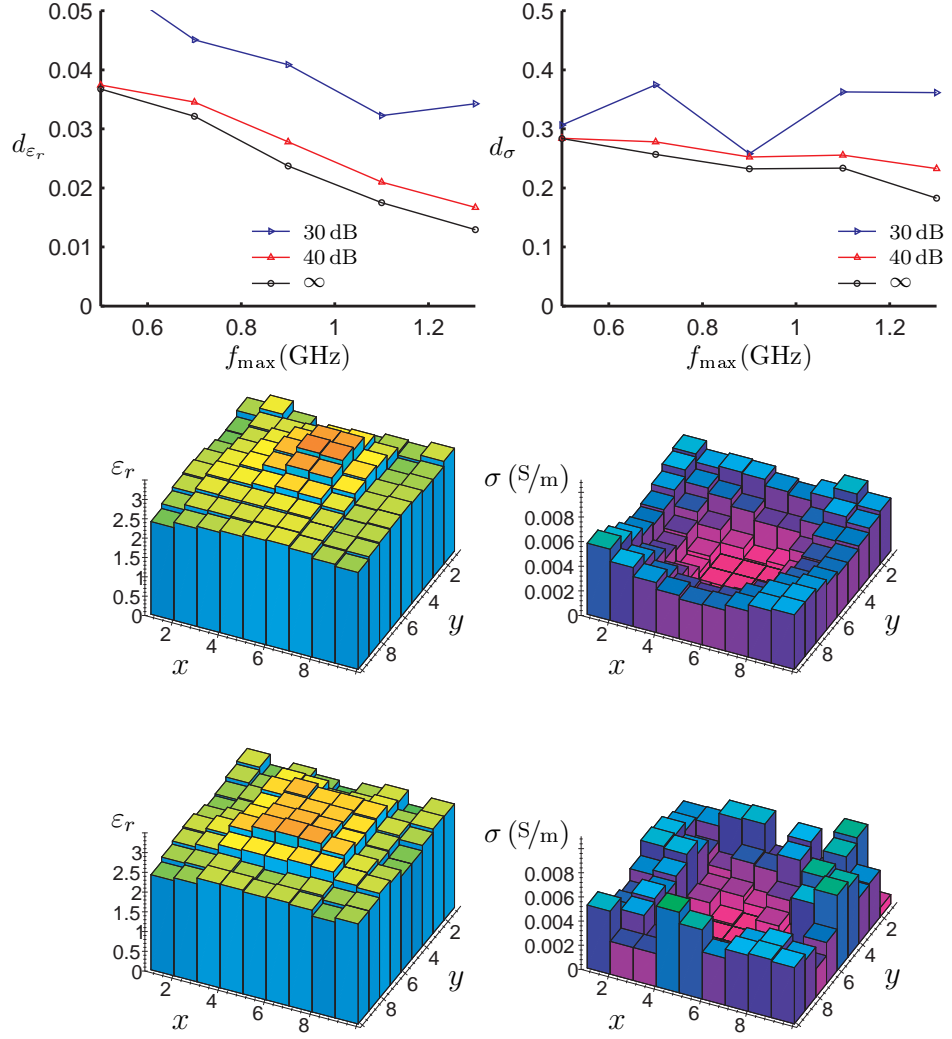 0.05
0.04
0.03
0.02
0.01
0
d_{ε_r}
0.6 0.8 1 1.2
f_max(GHz)
30 dB
40 dB
∞
0.5
0.4
0.3
0.2
0.1
0
d_σ
0.6 0.8 1 1.2
f_max(GHz)
30 dB
40 dB
∞
ε_r
3
2.5
2
1.5
1
0.5
0
2 4 6 8
x
2 4 6 8
y
σ (S/m)
0.008
0.006
0.004
0.002
0
2 4 6 8
x
2 4 6 8
y
ε_r
3
2.5
2
1.5
1
0.5
0
2 4 6 8
x
2 4 6 8
y
σ (S/m)
0.008
0.006
0.004
0.002
0
2 4 6 8
x
2 4 6 8
y